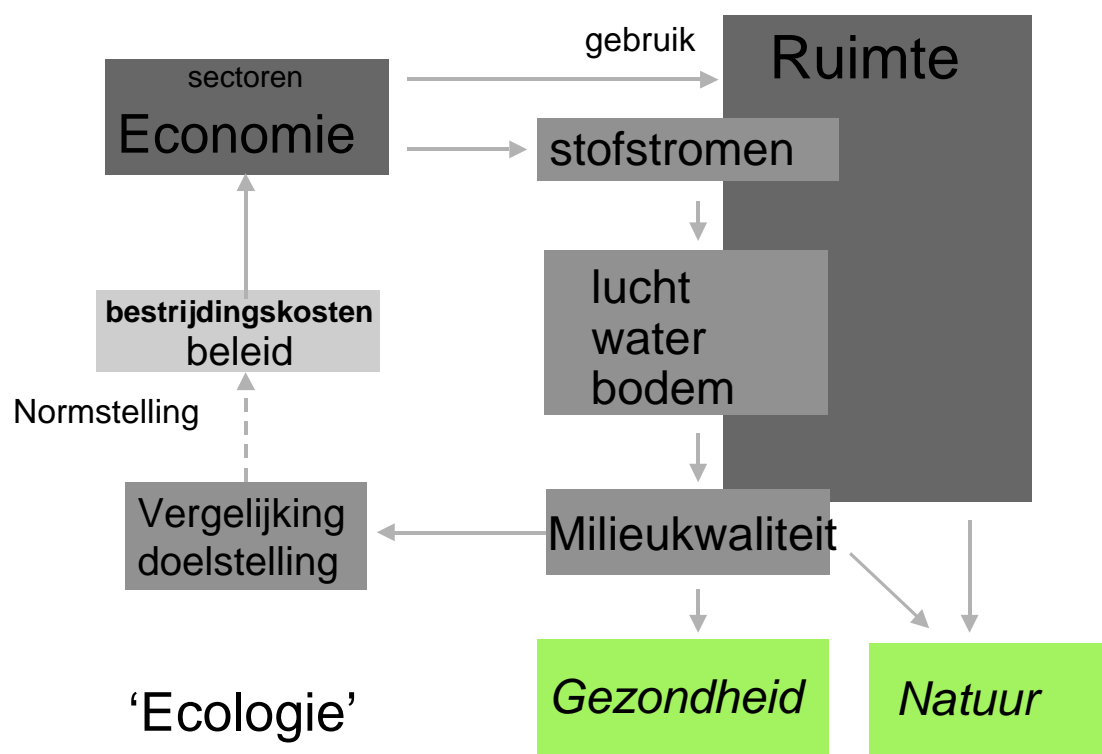 gebruik
Ruimte
sectoren
Economie
stofstromen
lucht
water
bodem
bestrijdingskosten
beleid
Normstelling
Vergelijking
doelstelling
Milieukwaliteit
‘Ecologie’
Gezondheid
Natuur